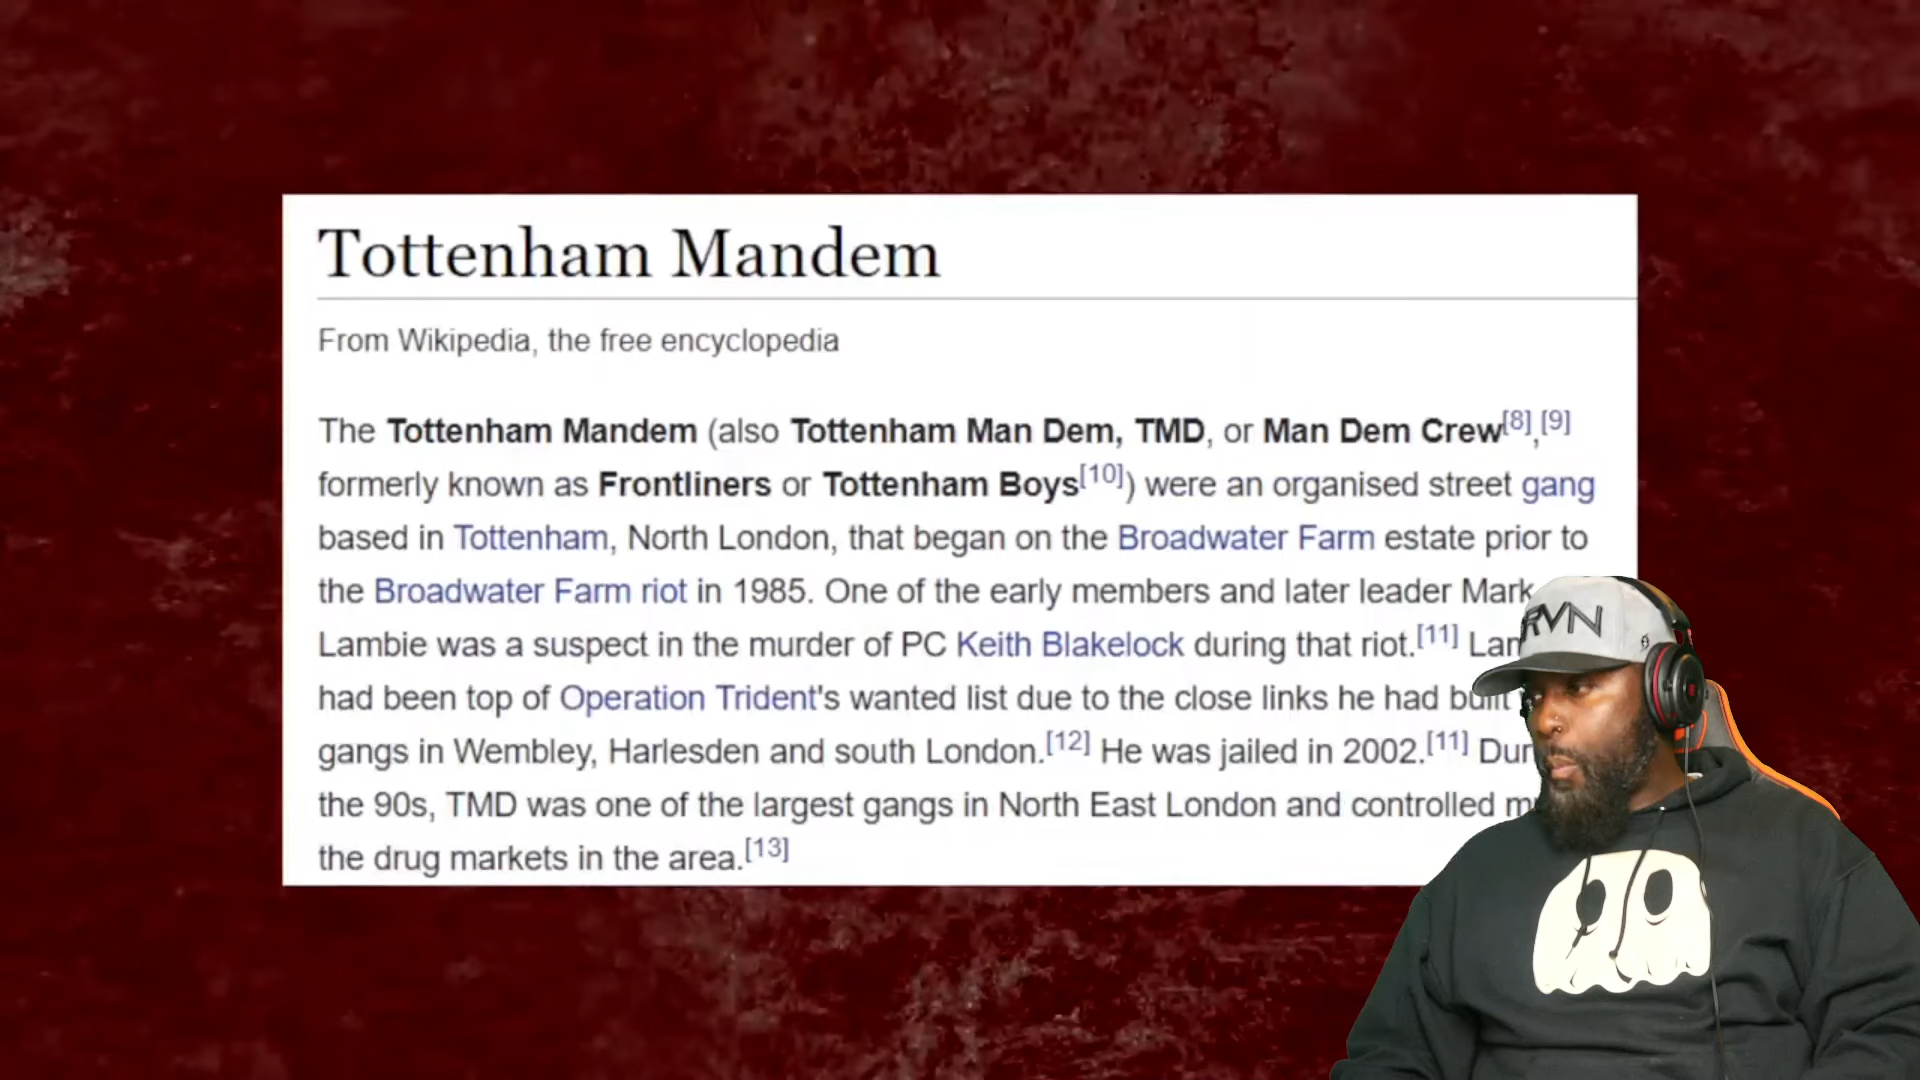 Tottenham Mandem
From Wikipedia, the free encyclopedia
The Tottenham Mandem (also Tottenham Man Dem, TMD, or Man Dem Crew[8],[9]
formerly known as Frontliners or Tottenham Boys[10]) were an organised street gang
based in Tottenham, North London, that began on the Broadwater Farm estate prior to
the Broadwater Farm riot in 1985. One of the early members and later leader Mark
Lambie was a suspect in the murder of PC Keith Blakelock during that riot.[11]
had been top of Operation Trident's wanted list due to the close links he had built
gangs in Wembley, Harlesden and south London.[12] He was jailed in 2002.[11]
the 90s, TMD was one of the largest gangs in North East London and controlled
the drug markets in the area.[13]
RVN